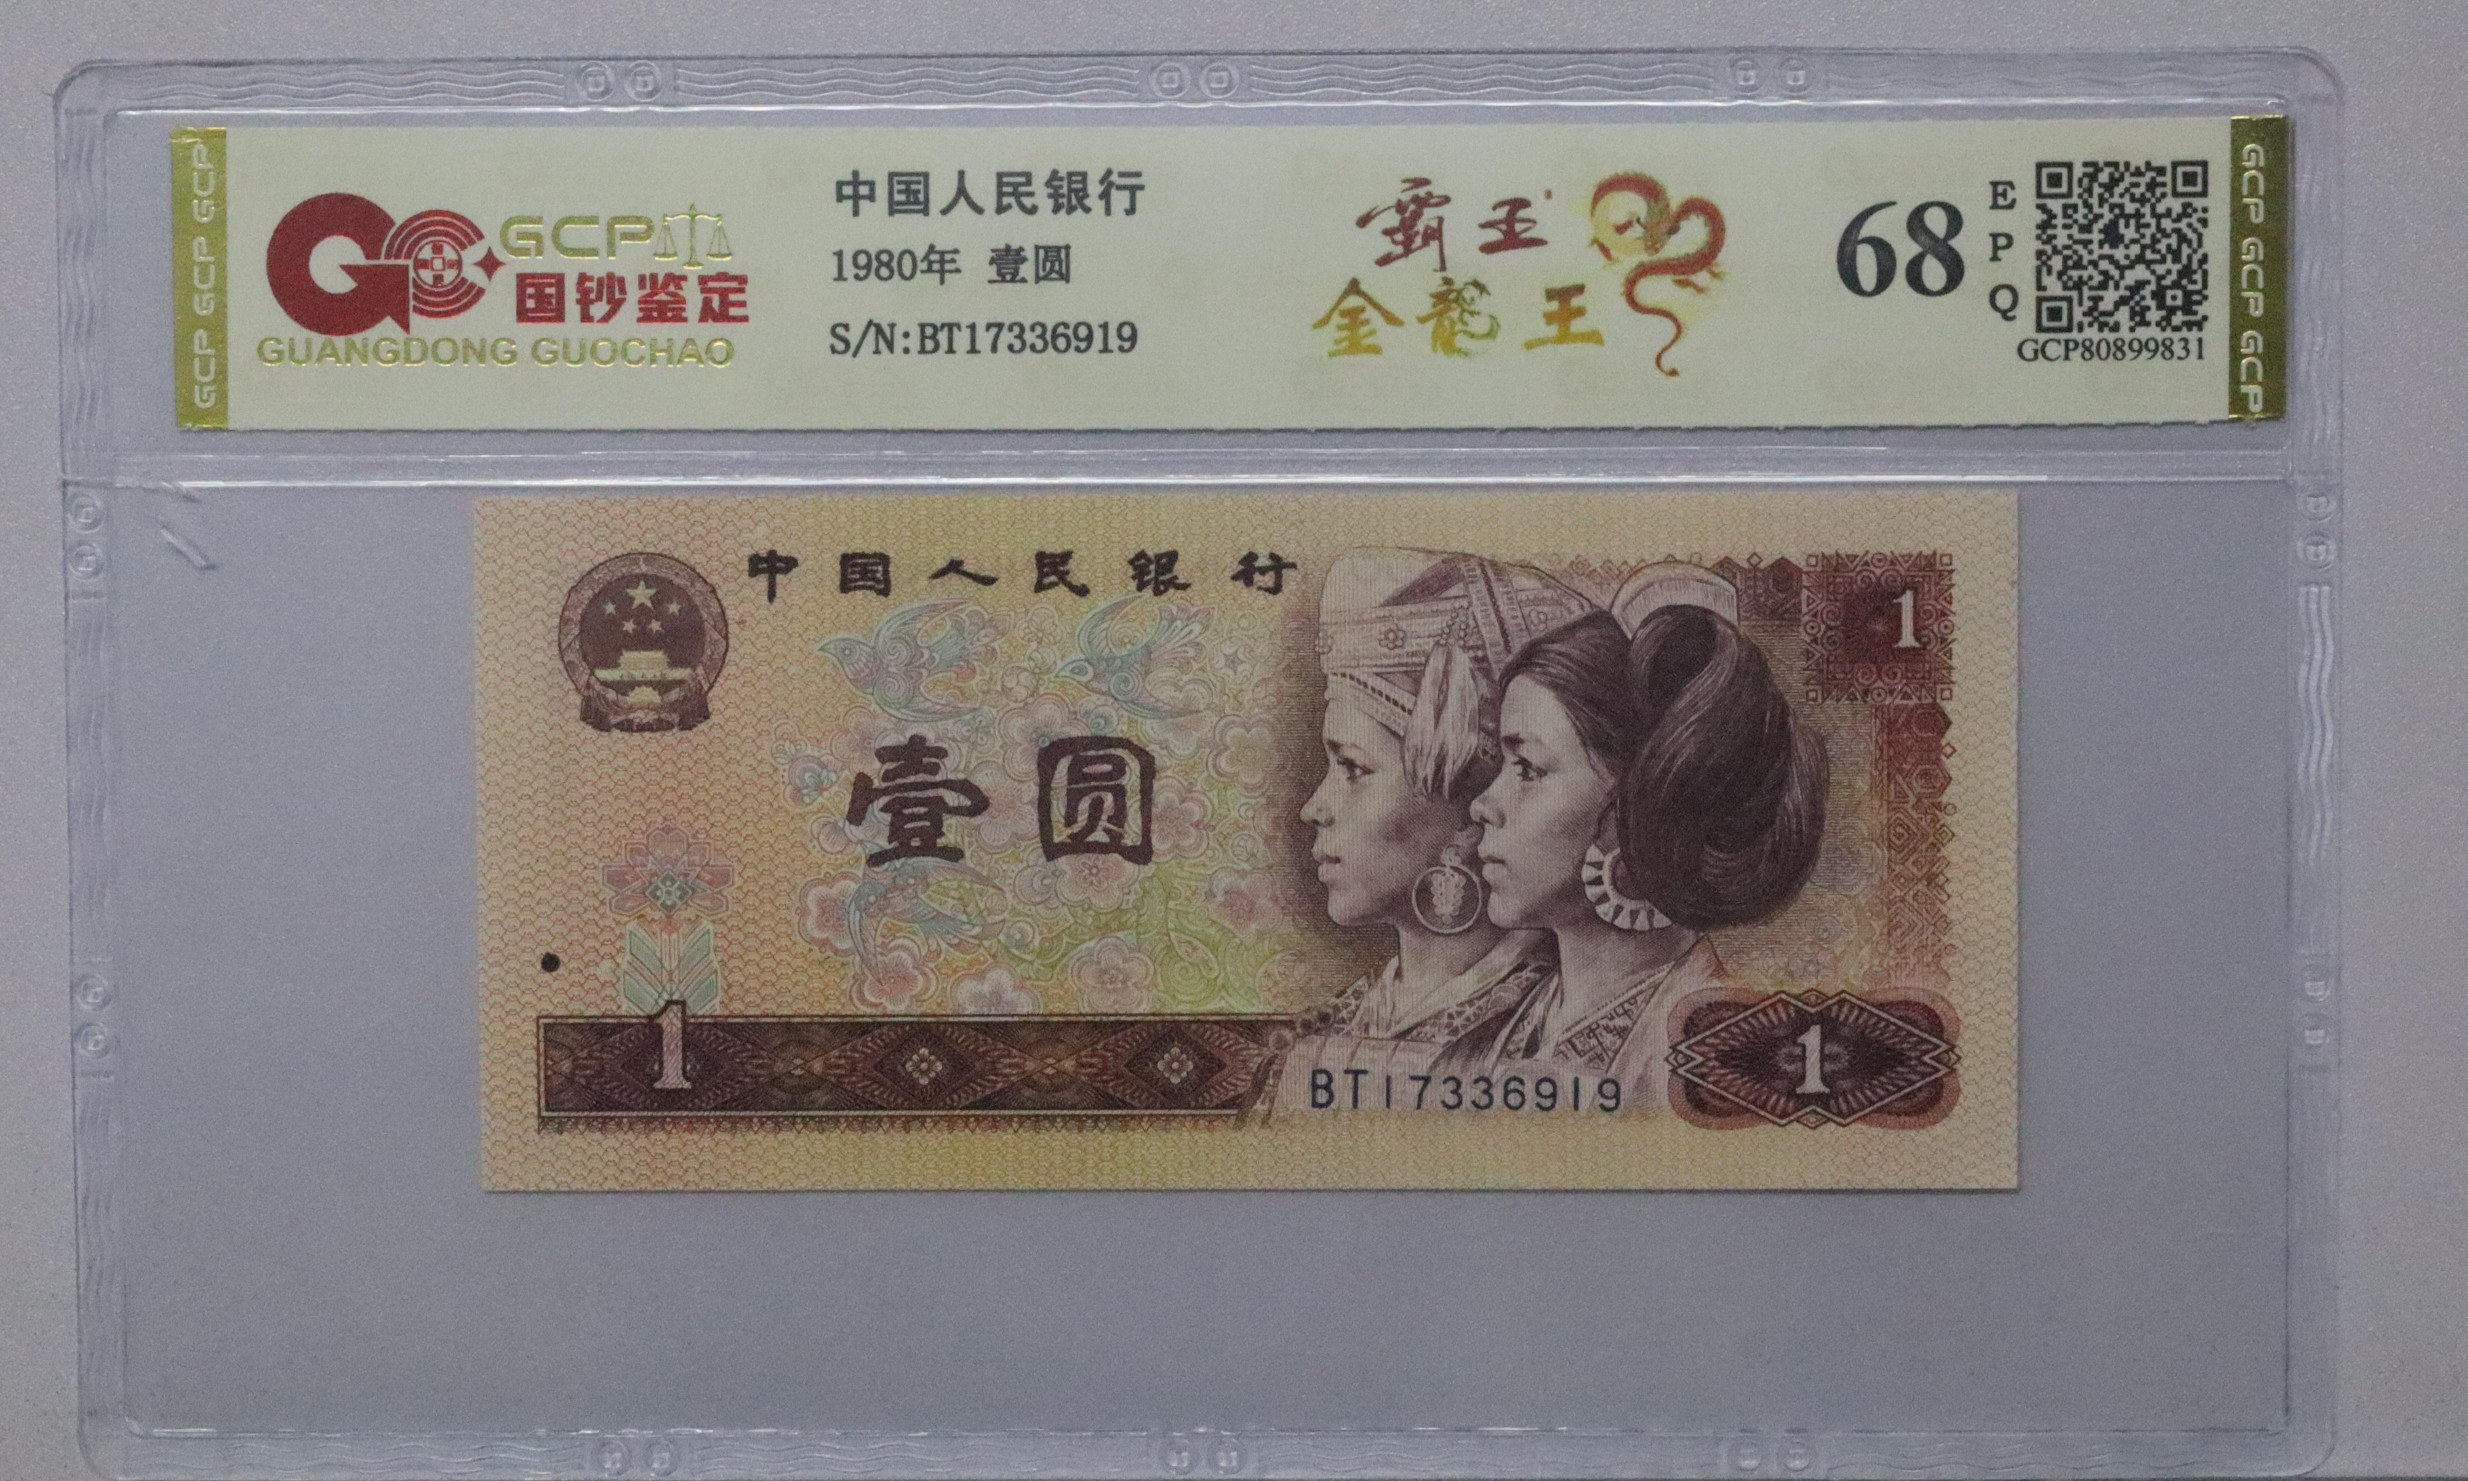 GCP GCP GCP
GCP
国钞鉴定
GUANGDONG GUOCHAO
中国人民银行
1980年 壹圆
S/N:BT17336919
霸王
金龍王
68
EPQ
GCP80899831
GCP GCP GCP
中国人民银行
1
壹圆
1
BT17336919
1